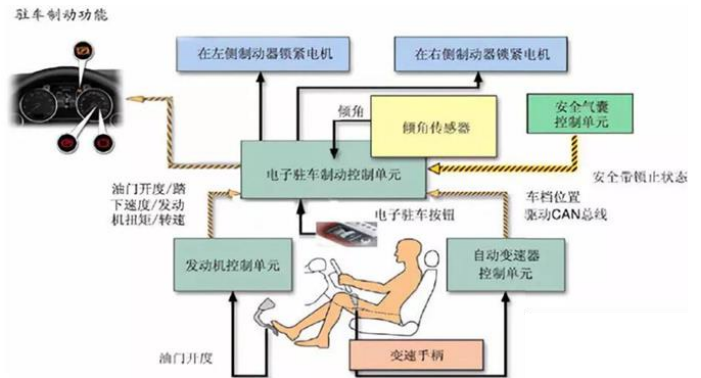 驻车制动功能
在左侧制动器锁紧电机
在右侧制动器锁紧电机
倾角
倾角传感器
安全气囊
控制单元
电子驻车制动控制单元
安全带锁止状态
油门开度/踏
下速度/发动
机扭矩/转速
电子驻车按钮
车档位置
驱动CAN总线
发动机控制单元
自动变速器
控制单元
油门开度
变速手柄